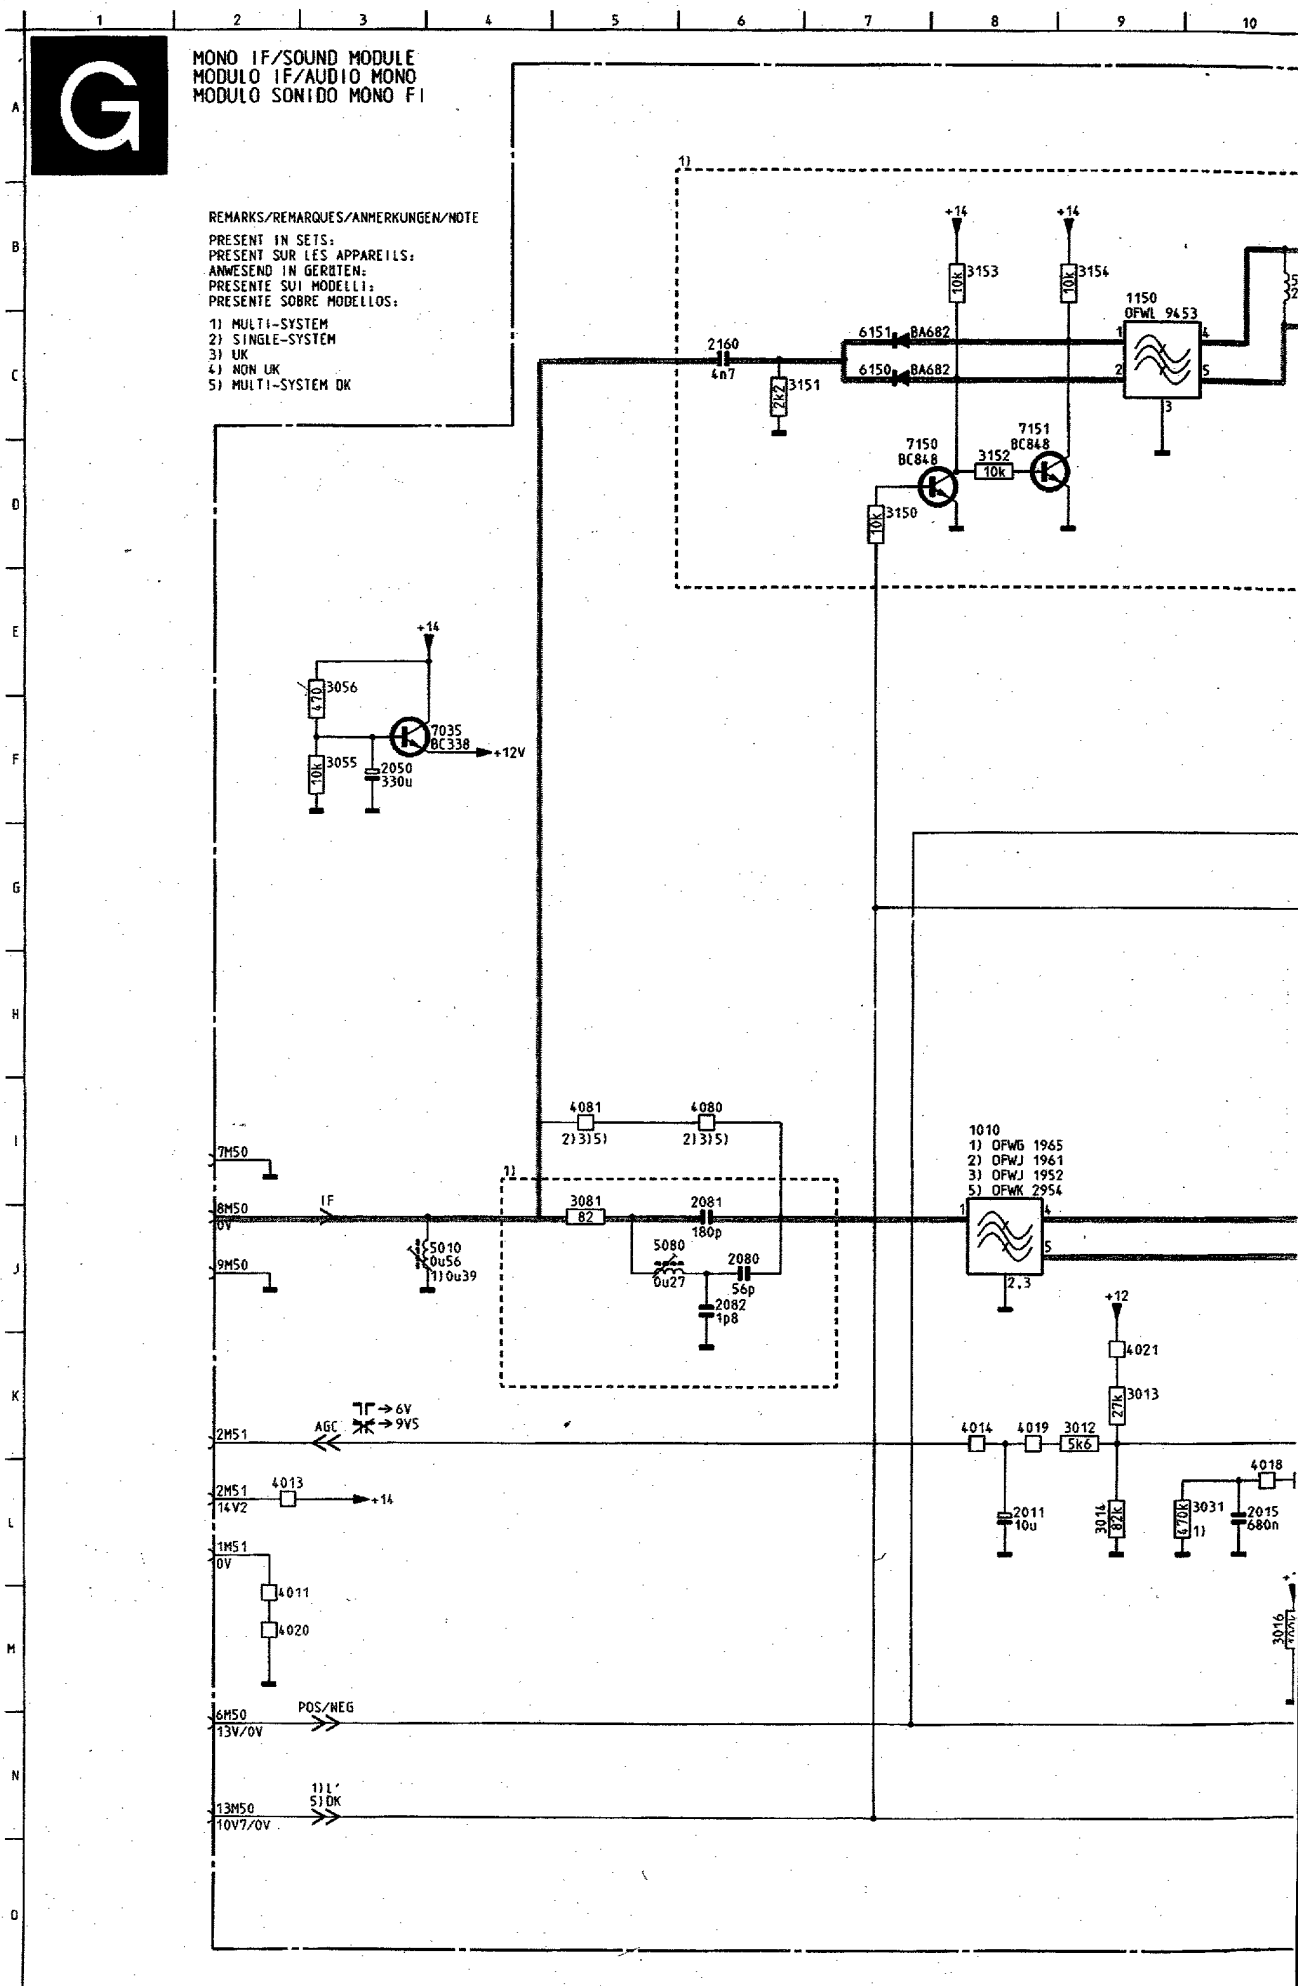 1 2 3 4 5 6 7 8 9 10
A
B
C
D
E
F
G
H
I
J
K
L
M
N
O
G
MONO IF/SOUND MODULE
MODULO IF/AUDIO MONO
MODULO SONIDO MONO FI
REMARKS/REMARQUES/ANMERKUNGEN/NOTE
PRESENT IN SETS:
PRESENT SUR LES APPAREILS:
ANWESEND IN GERÄTEN:
PRESENTE SUI MODELLI:
PRESENTE SOBRE MODELLOS:
1) MULTI-SYSTEM
2) SINGLE-SYSTEM
3) UK
4) NON UK
5) MULTI-SYSTEM DK
1)
+14
+14
3153
10k
3154
10k
1150
OFWL 9453
1
2
3
4
5
6151
BA682
6150
BA682
2160
4n7
3151
2k2
7150
BC848
3152
10k
7151
BC848
3150
10k
+14
3056
470
7035
BC338
+12V
3055
10k
2050
330u
4081
2)3)5)
4080
2)3)5)
7M50
8M50
0V
IF
9M50
5010
0u56
1)0u39
1)
3081
82
2081
180p
5080
0u27
2080
56p
2082
1p8
1010
1) OFWG 1965
2) OFWJ 1961
3) OFWJ 1952
5) OFWK 2954
1
4
5
2,3
+12
4021
3013
27k
2M51
AGC
→6V
→9V5
4014
4019
3012
5k6
4018
2M51
14V2
4013
+14
2011
10u
3014
82k
3031
470k
1)
2015
680n
1M51
0V
4011
4020
3016
6M50
13V/0V
POS/NEG
13M50
10V7/0V
1)L'
5)DK